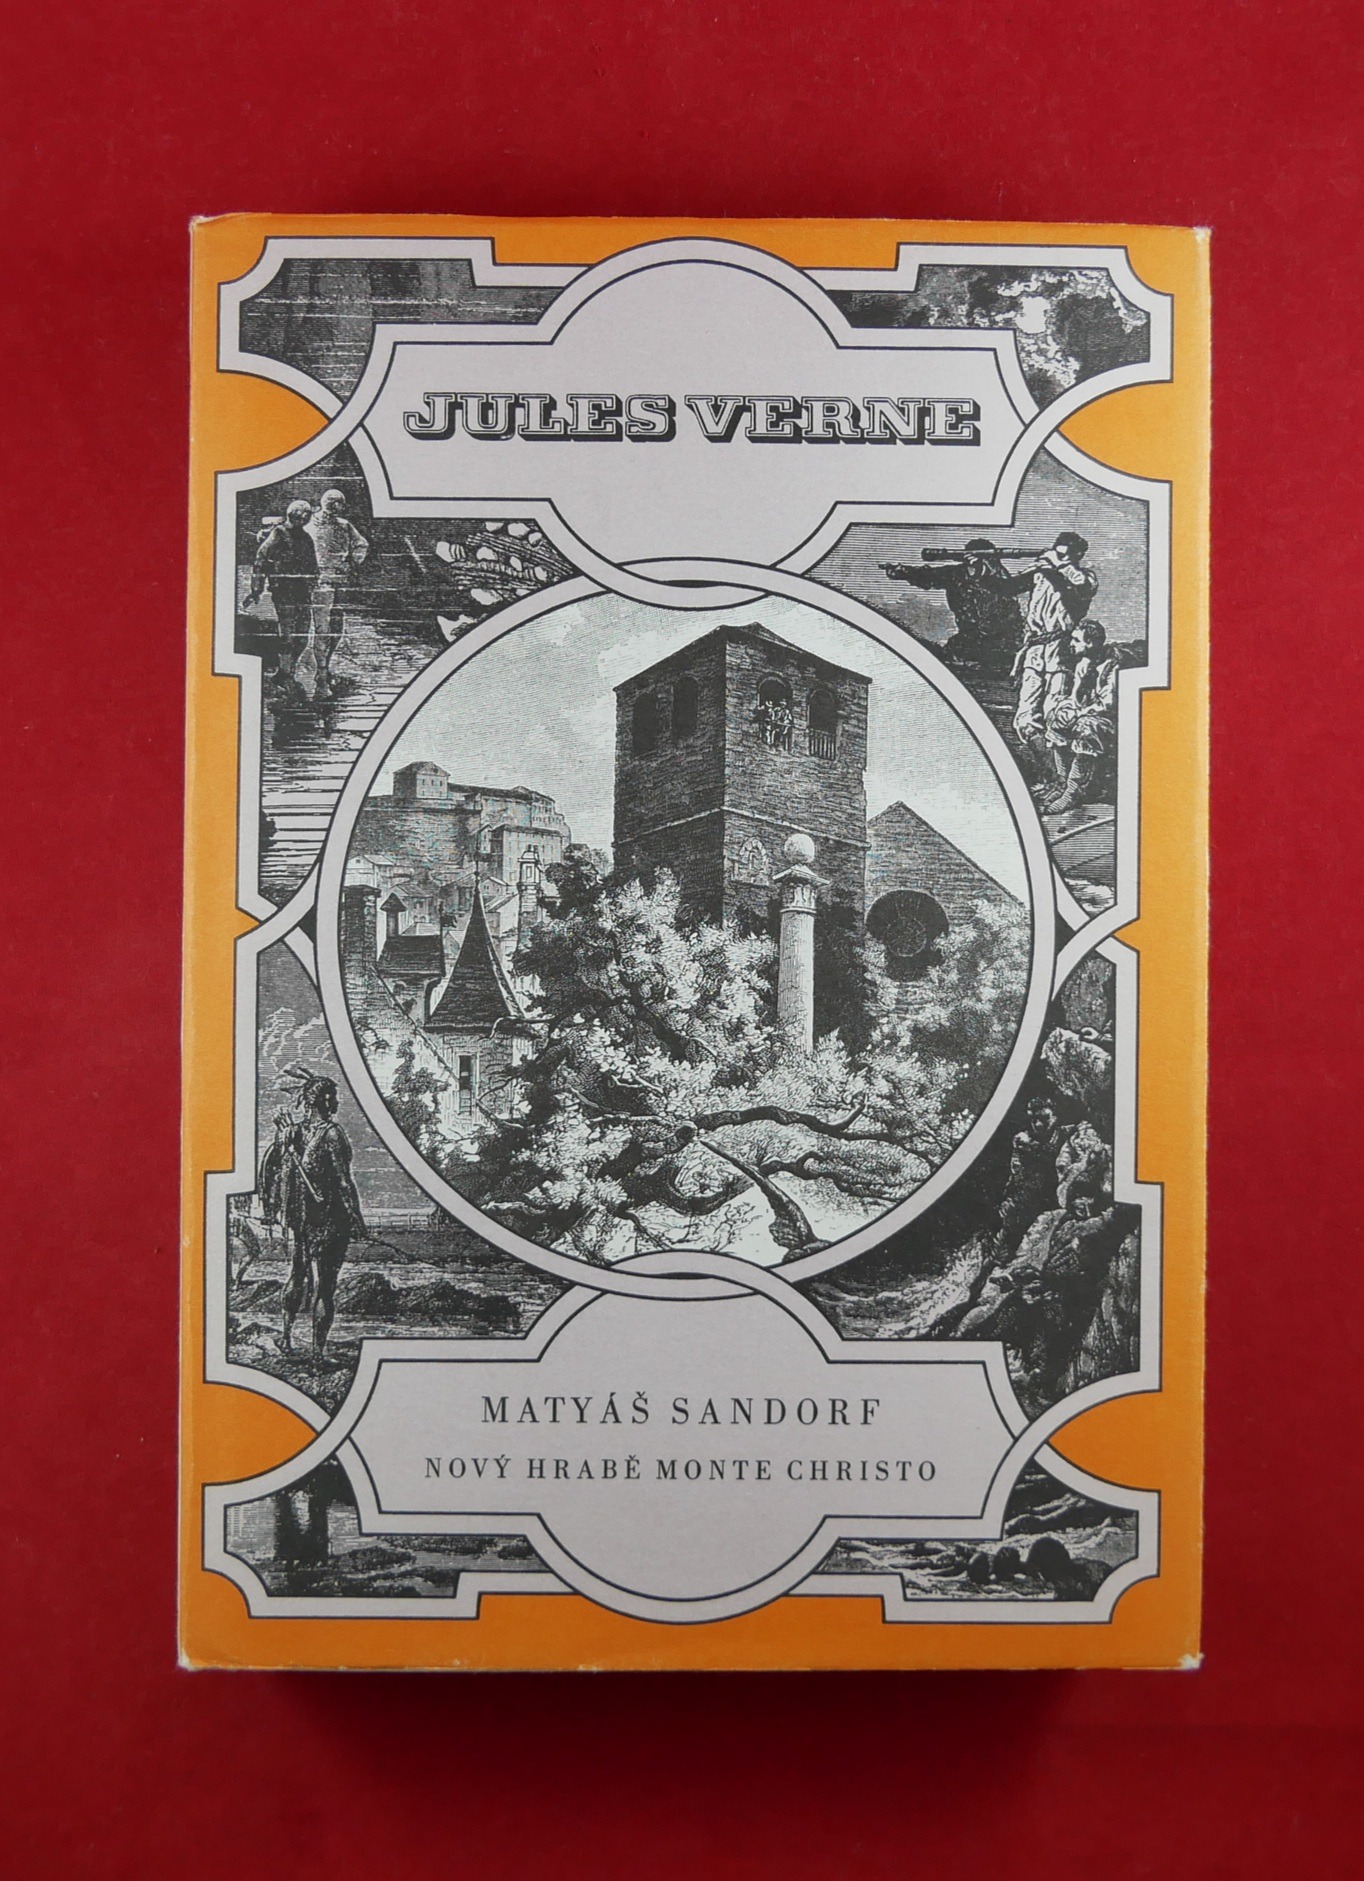 JULES VERNE
MATYÁŠ SANDORF
NOVÝ HRABĚ MONTE CHRISTO